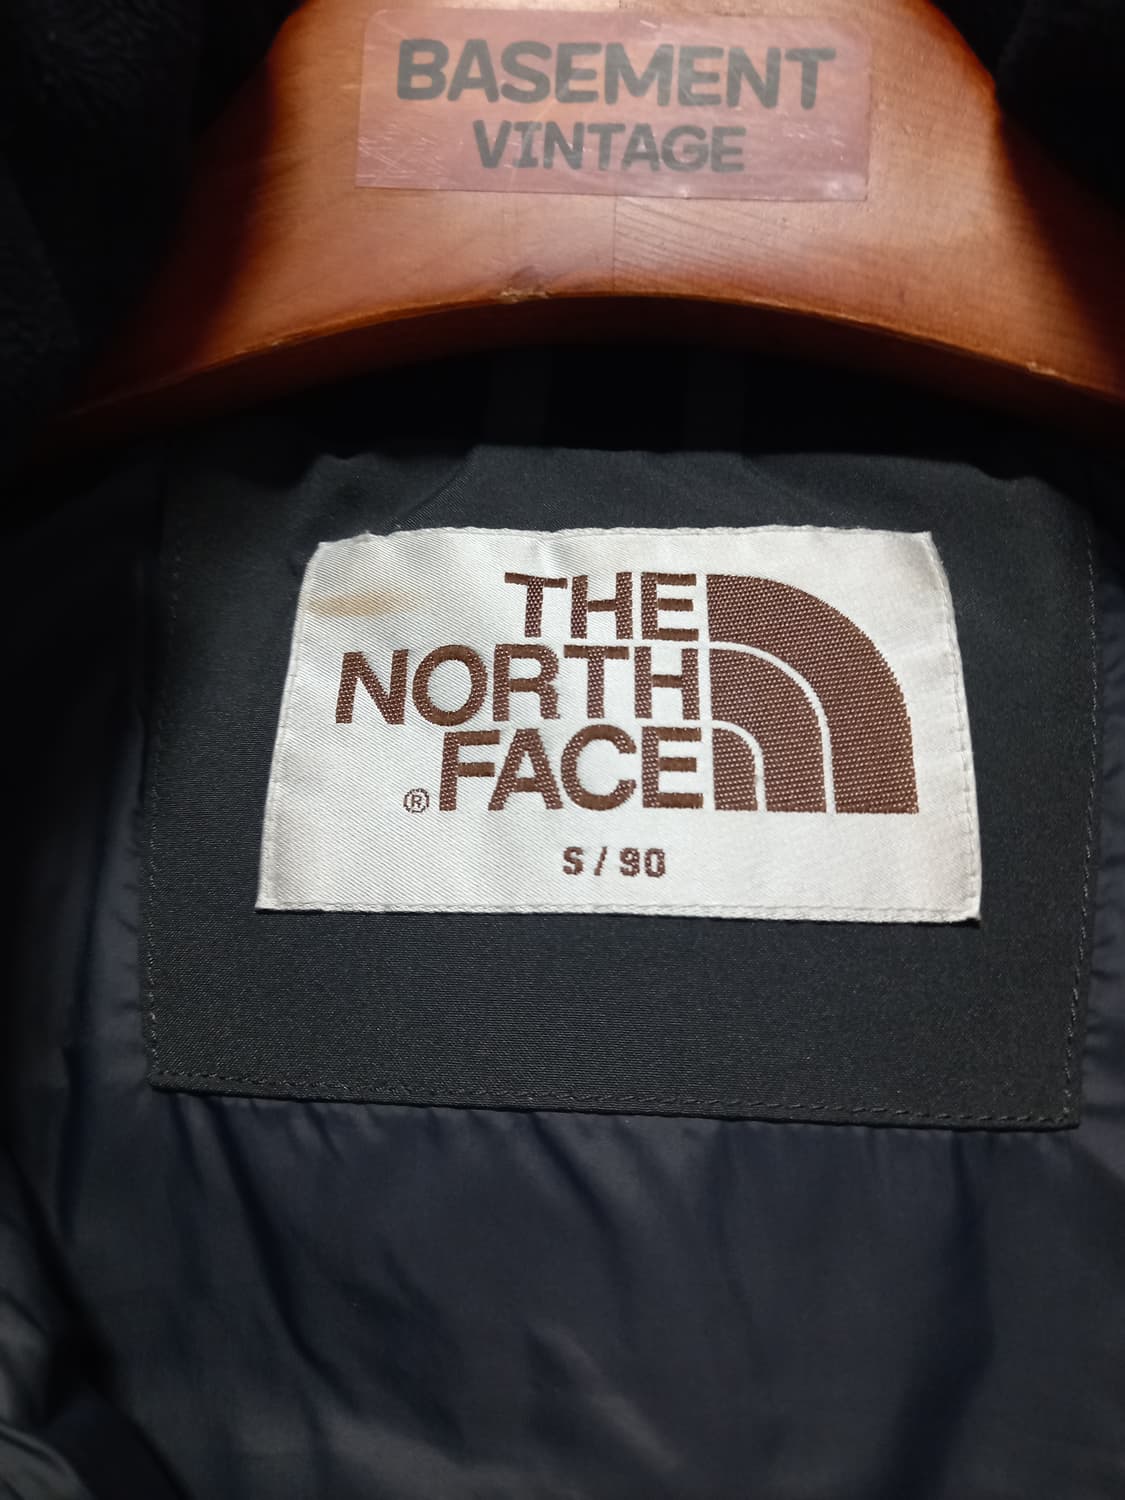 BASEMENT
VINTAGE
THE
NORTH
®FACE
S / 90